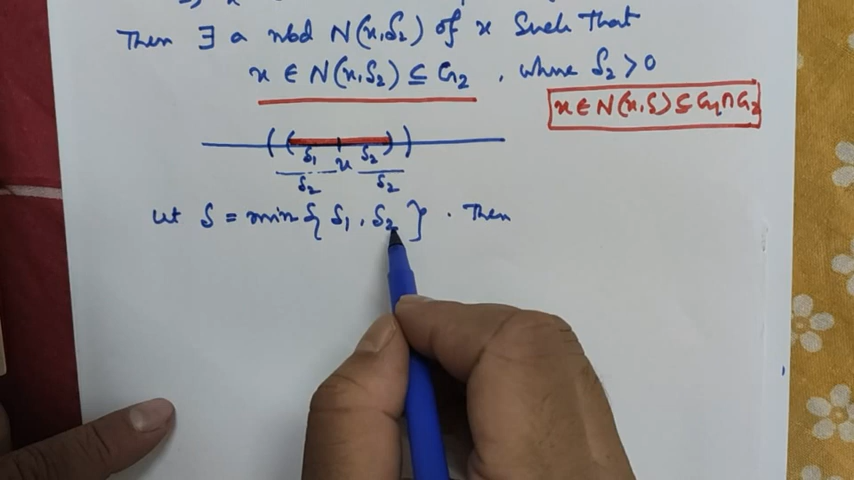 Then ∃ a nbd N(x,δ₂) of x such that
x ∈ N(x,δ₂) ⊆ G₂ , where δ₂ > 0
x ∈ N(x,δ) ⊆ G₁∩G₂
( ( ) )
δ₁ x δ₂
δ₂ δ₂
Let δ = min { δ₁ , δ₂ } . Then